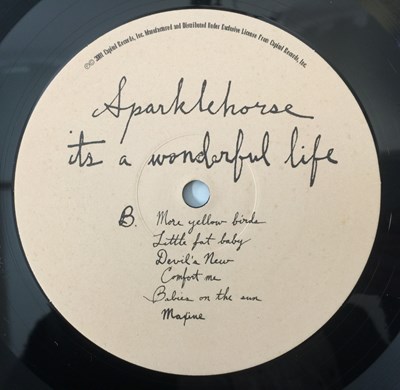 ℗© 2001 Capitol Records, Inc. Manufactured and Distributed Under Exclusive License From Capitol Records, Inc.
Sparklehorse
its a wonderful life
B. More yellow birds
Little fat baby
Devil's New
Comfort me
Babies on the sun
Maxine